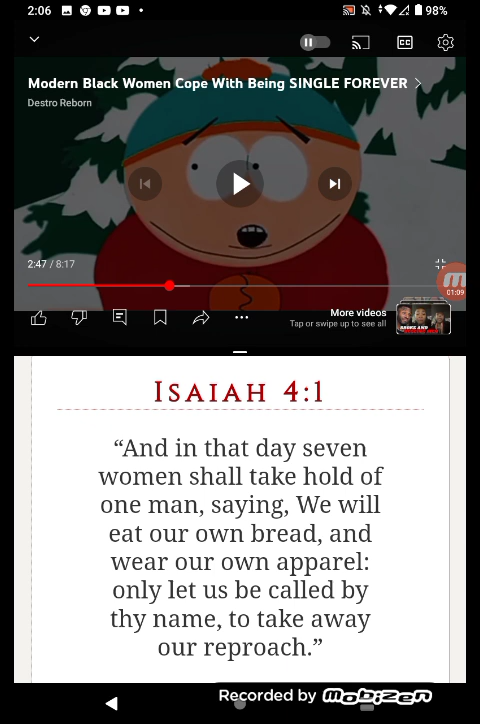 2:06
98%
CC
Modern Black Women Cope With Being SINGLE FOREVER
Destro Reborn
2:47 / 8:17
01:09
More videos
Tap or swipe up to see all
ISAIAH 4:1
“And in that day seven
women shall take hold of
one man, saying, We will
eat our own bread, and
wear our own apparel:
only let us be called by
thy name, to take away
our reproach.”
Recorded by Mobizen